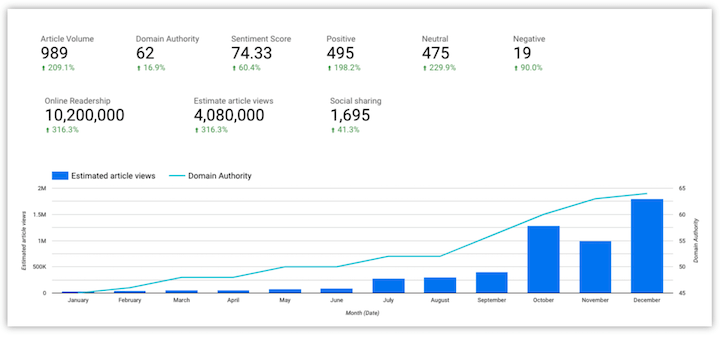 Article Volume Domain Authority Sentiment Score Positive Neutral Negative
989 62 74.33 495 475 19
209.1% 16.9% 60.4% 198.2% 229.9% 90.0%
Online Readership Estimate article views Social sharing
10,200,000 4,080,000 1,695
316.3% 316.3% 41.3%
Estimated article views Domain Authority
2M 65
1.5M 60
55
1M
50
500K
0 45
Estimated article views
Domain Authority
January February March April May June July August September October November December
Month (Date)